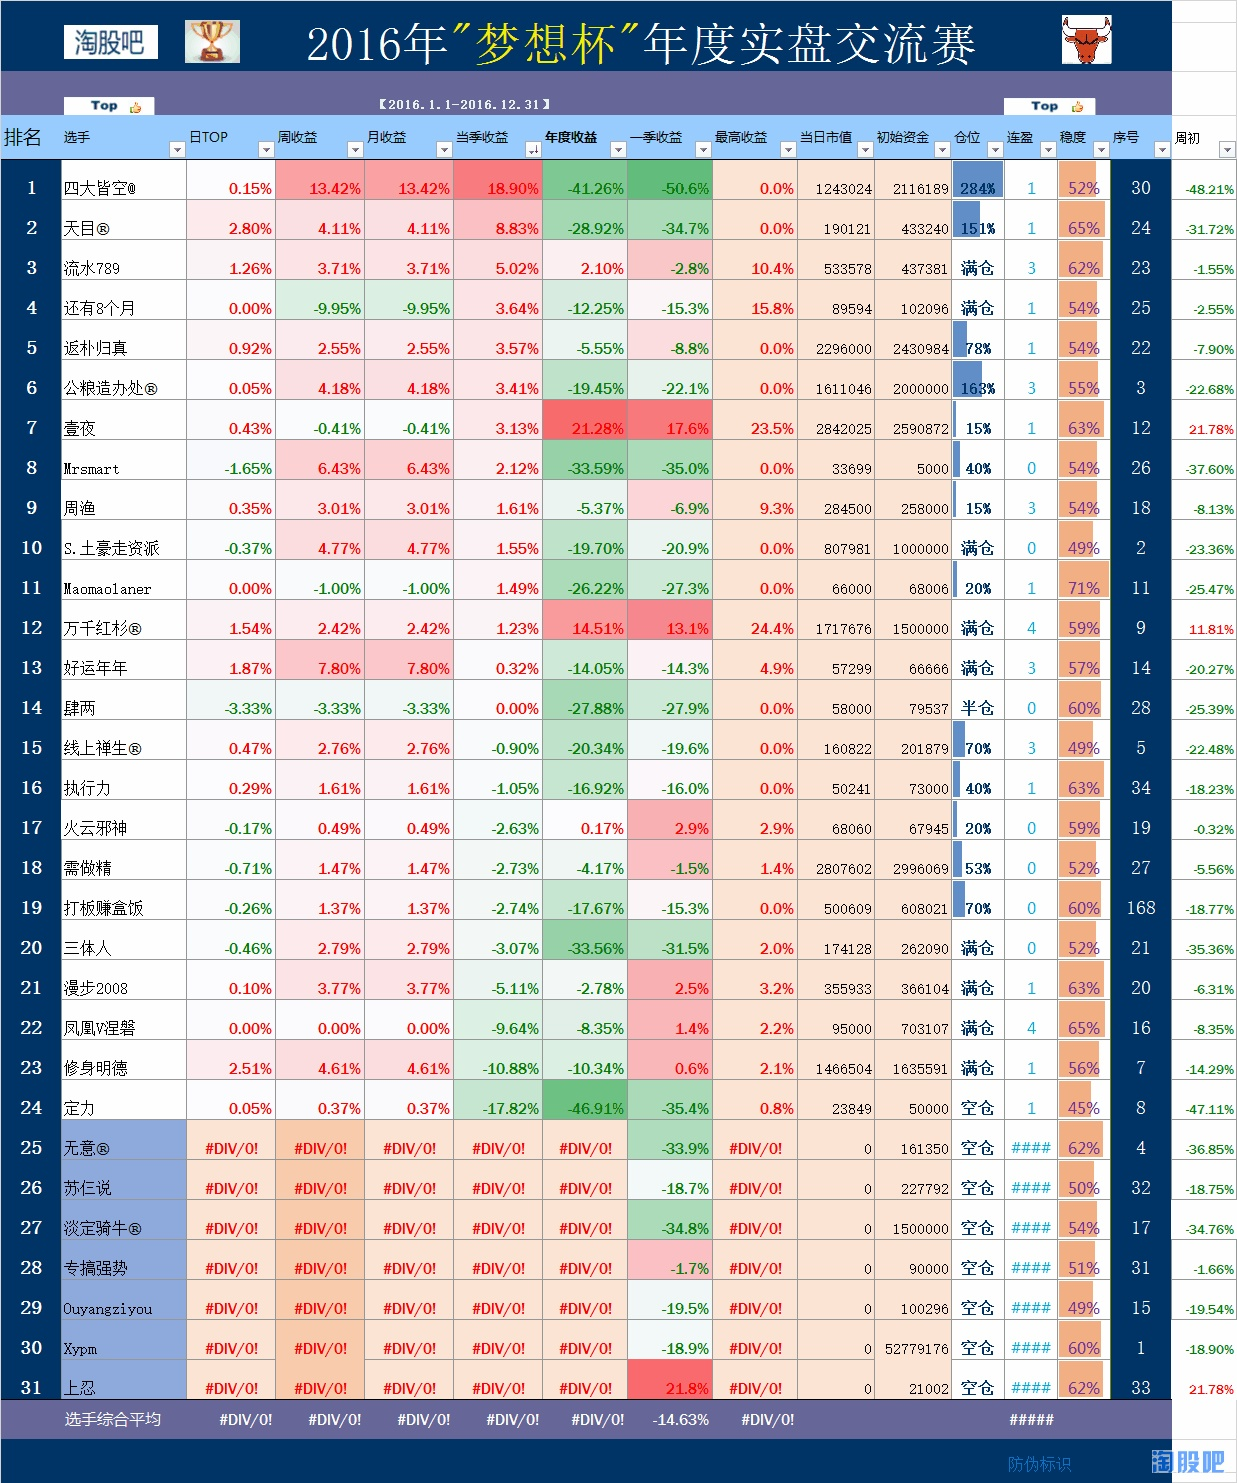 淘股吧 2016年"梦想杯"年度实盘交流赛
Top 【2016.1.1-2016.12.31】 Top
排名 选手 日TOP 周收益 月收益 当季收益 年度收益 一季收益 最高收益 当日市值 初始资金 仓位 连盈 稳度 序号 周初
1 四大皆空@ 0.15% 13.42% 13.42% 18.90% -41.26% -50.6% 0.0% 1243024 2116189 284% 1 52% 30 -48.21%
2 天目® 2.80% 4.11% 4.11% 8.83% -28.92% -34.7% 0.0% 190121 433240 151% 1 65% 24 -31.72%
3 流水789 1.26% 3.71% 3.71% 5.02% 2.10% -2.8% 10.4% 533578 437381 满仓 3 62% 23 -1.55%
4 还有8个月 0.00% -9.95% -9.95% 3.64% -12.25% -15.3% 15.8% 89594 102096 满仓 1 54% 25 -2.55%
5 返朴归真 0.92% 2.55% 2.55% 3.57% -5.55% -8.8% 0.0% 2296000 2430984 78% 1 54% 22 -7.90%
6 公粮造办处® 0.05% 4.18% 4.18% 3.41% -19.45% -22.1% 0.0% 1611046 2000000 163% 3 55% 3 -22.68%
7 壹夜 0.43% -0.41% -0.41% 3.13% 21.28% 17.6% 23.5% 2842025 2590872 15% 1 63% 12 21.78%
8 Mrsmart -1.65% 6.43% 6.43% 2.12% -33.59% -35.0% 0.0% 33699 5000 40% 0 54% 26 -37.60%
9 周渔 0.35% 3.01% 3.01% 1.61% -5.37% -6.9% 9.3% 284500 258000 15% 3 54% 18 -8.13%
10 S.土豪走资派 -0.37% 4.77% 4.77% 1.55% -19.70% -20.9% 0.0% 807981 1000000 满仓 0 49% 2 -23.36%
11 Maomaolaner 0.00% -1.00% -1.00% 1.49% -26.22% -27.3% 0.0% 66000 68006 20% 1 71% 11 -25.47%
12 万千红杉® 1.54% 2.42% 2.42% 1.23% 14.51% 13.1% 24.4% 1717676 1500000 满仓 4 59% 9 11.81%
13 好运年年 1.87% 7.80% 7.80% 0.32% -14.05% -14.3% 4.9% 57299 66666 满仓 3 57% 14 -20.27%
14 肆两 -3.33% -3.33% -3.33% 0.00% -27.88% -27.9% 0.0% 58000 79537 半仓 0 60% 28 -25.39%
15 线上禅生® 0.47% 2.76% 2.76% -0.90% -20.34% -19.6% 0.0% 160822 201879 70% 3 49% 5 -22.48%
16 执行力 0.29% 1.61% 1.61% -1.05% -16.92% -16.0% 0.0% 50241 73000 40% 1 63% 34 -18.23%
17 火云邪神 -0.17% 0.49% 0.49% -2.63% 0.17% 2.9% 2.9% 68060 67945 20% 0 59% 19 -0.32%
18 需做精 -0.71% 1.47% 1.47% -2.73% -4.17% -1.5% 1.4% 2807602 2996069 53% 0 52% 27 -5.56%
19 打板赚盒饭 -0.26% 1.37% 1.37% -2.74% -17.67% -15.3% 0.0% 500609 608021 70% 0 60% 168 -18.77%
20 三体人 -0.46% 2.79% 2.79% -3.07% -33.56% -31.5% 2.0% 174128 262090 满仓 0 52% 21 -35.36%
21 漫步2008 0.10% 3.77% 3.77% -5.11% -2.78% 2.5% 3.2% 355933 366104 满仓 1 63% 20 -6.31%
22 凤凰V涅磐 0.00% 0.00% 0.00% -9.64% -8.35% 1.4% 2.2% 95000 703107 满仓 4 65% 16 -8.35%
23 修身明德 2.51% 4.61% 4.61% -10.88% -10.34% 0.6% 2.1% 1466504 1635591 满仓 1 56% 7 -14.29%
24 定力 0.05% 0.37% 0.37% -17.82% -46.91% -35.4% 0.8% 23849 50000 空仓 1 45% 8 -47.11%
25 无意® #DIV/0! #DIV/0! #DIV/0! #DIV/0! #DIV/0! -33.9% #DIV/0! 0 161350 空仓 #### 62% 4 -36.85%
26 苏仨说 #DIV/0! #DIV/0! #DIV/0! #DIV/0! #DIV/0! -18.7% #DIV/0! 0 227792 空仓 #### 50% 32 -18.75%
27 淡定骑牛® #DIV/0! #DIV/0! #DIV/0! #DIV/0! #DIV/0! -34.8% #DIV/0! 0 1500000 空仓 #### 54% 17 -34.76%
28 专搞强势 #DIV/0! #DIV/0! #DIV/0! #DIV/0! #DIV/0! -1.7% #DIV/0! 0 90000 空仓 #### 51% 31 -1.66%
29 Ouyangziyou #DIV/0! #DIV/0! #DIV/0! #DIV/0! #DIV/0! -19.5% #DIV/0! 0 100296 空仓 #### 49% 15 -19.54%
30 Xypm #DIV/0! #DIV/0! #DIV/0! #DIV/0! #DIV/0! -18.9% #DIV/0! 0 52779176 空仓 #### 60% 1 -18.90%
31 上忍 #DIV/0! #DIV/0! #DIV/0! #DIV/0! #DIV/0! 21.8% #DIV/0! 0 21002 空仓 #### 62% 33 21.78%
选手综合平均 #DIV/0! #DIV/0! #DIV/0! #DIV/0! #DIV/0! -14.63% #DIV/0! #####
防伪标识 淘股吧